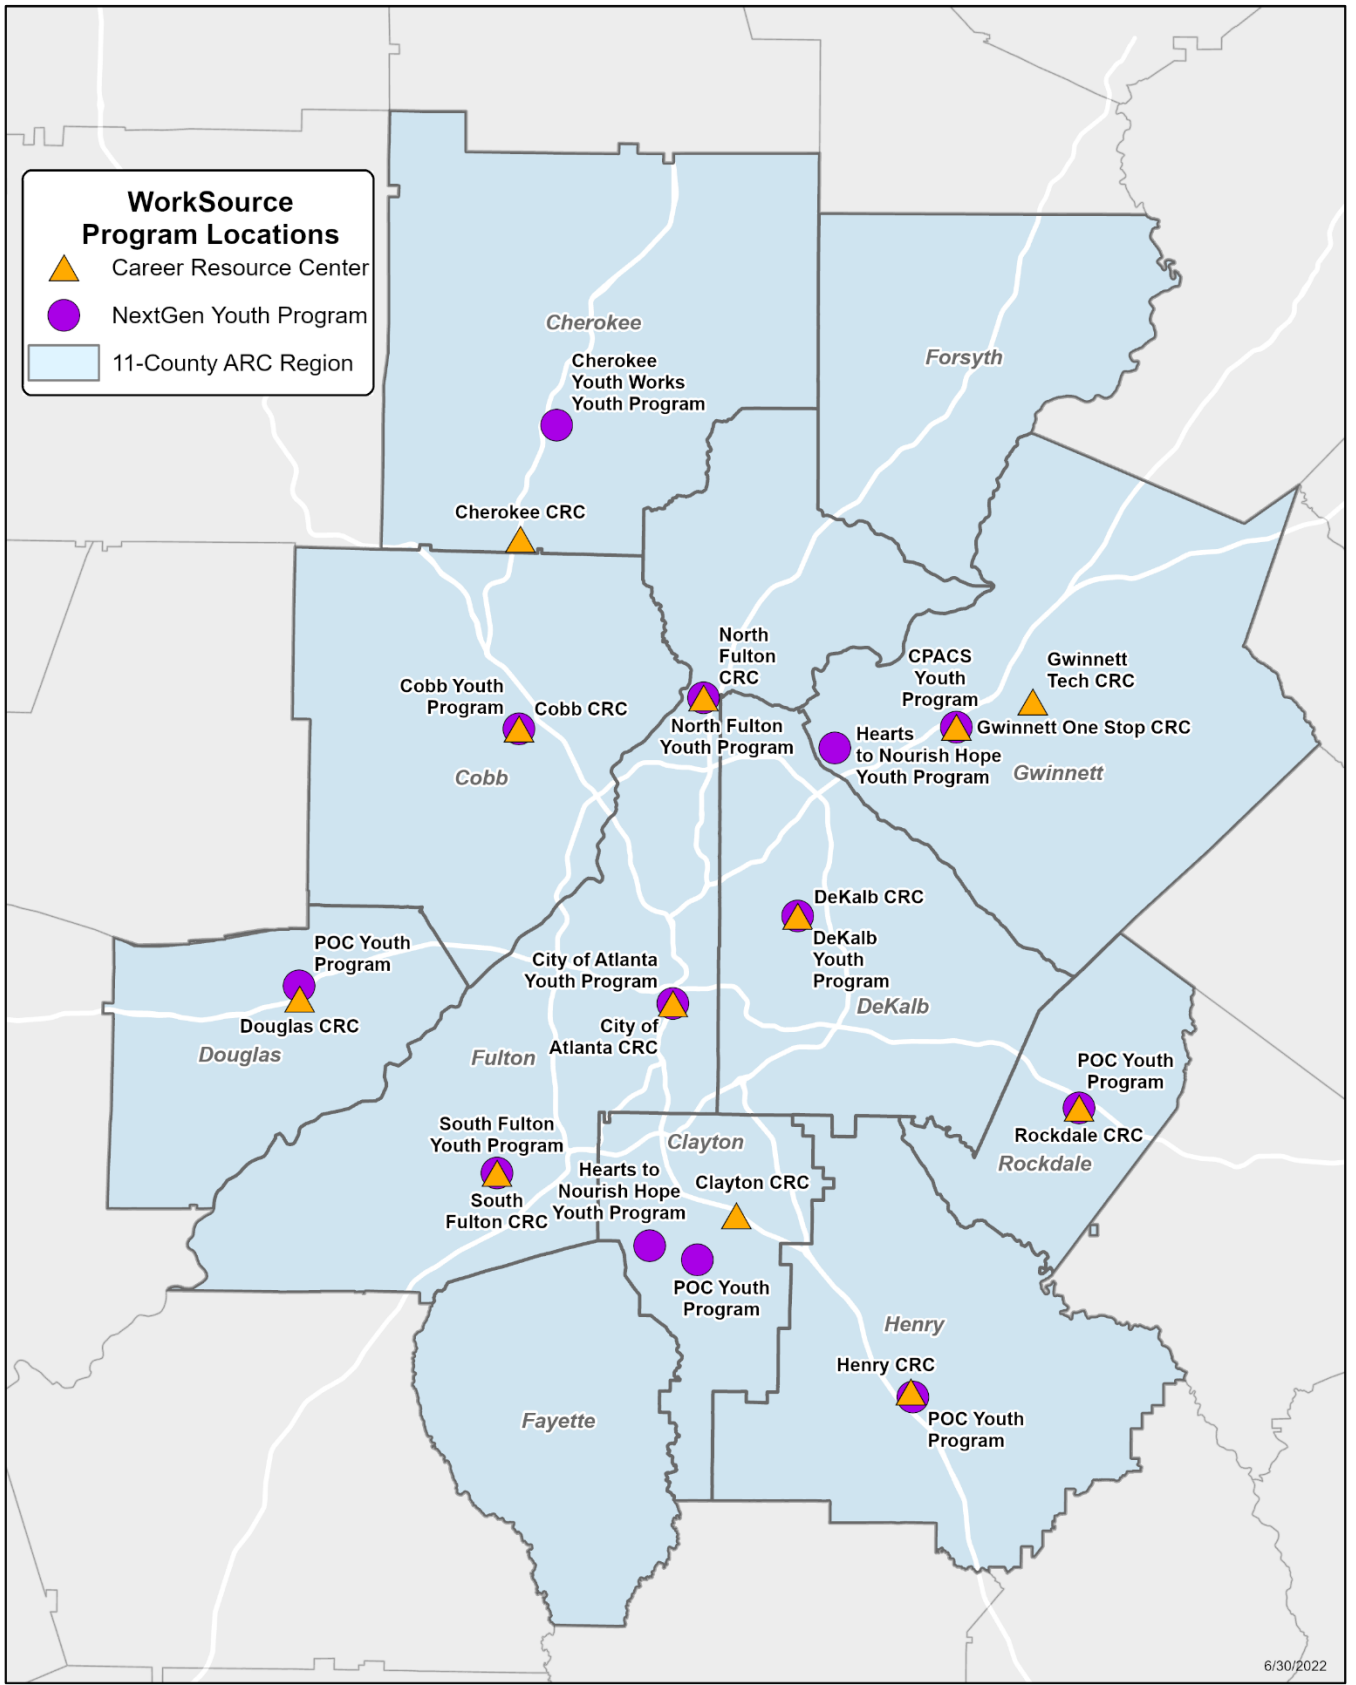 WorkSource
Program Locations
Career Resource Center
NextGen Youth Program
11-County ARC Region
Cherokee
Cherokee
Youth Works
Youth Program
Forsyth
Cherokee CRC
North
Fulton
CRC
CPACS
Youth
Program
Gwinnett
Tech CRC
Cobb Youth
Program
Cobb CRC
North Fulton
Youth Program
Gwinnett One Stop CRC
Hearts
to Nourish Hope
Youth Program
Gwinnett
Cobb
DeKalb CRC
DeKalb
Youth
Program
DeKalb
POC Youth
Program
Douglas CRC
Douglas
City of Atlanta
Youth Program
City of
Atlanta CRC
Fulton
POC Youth
Program
Rockdale CRC
Rockdale
South Fulton
Youth Program
South
Fulton CRC
Clayton
Hearts to
Nourish Hope
Youth Program
Clayton CRC
POC Youth
Program
Henry
Henry CRC
POC Youth
Program
Fayette
6/30/2022